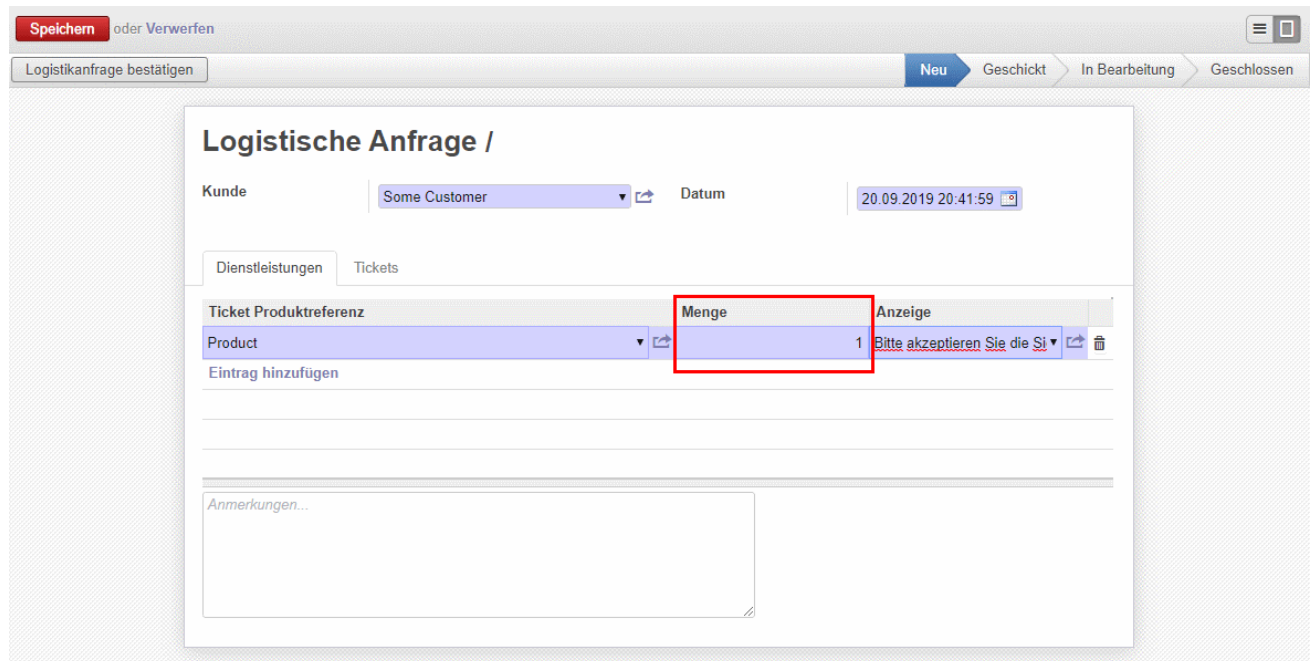 Speichern oder Verwerfen
Logistikanfrage bestätigen Neu Geschickt In Bearbeitung Geschlossen
Logistische Anfrage /
Kunde Some Customer Datum 20.09.2019 20:41:59
Dienstleistungen Tickets
Ticket Produktreferenz Menge Anzeige
Product 1 Bitte akzeptieren Sie die Si
Eintrag hinzufügen
Anmerkungen...